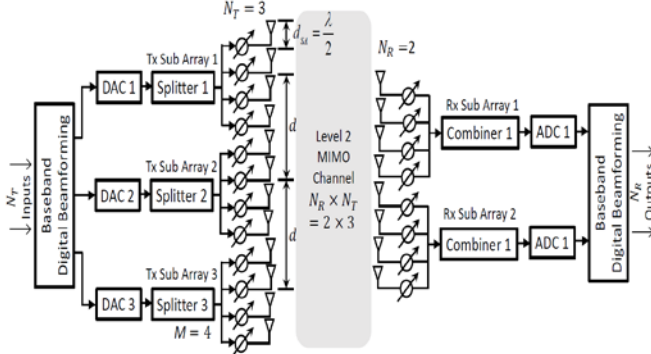 N_T = 3
d_sa = λ/2
N_R = 2
Tx Sub Array 1
DAC 1
Splitter 1
Rx Sub Array 1
Combiner 1
ADC 1
d
Level 2
MIMO
Channel
N_R × N_T
= 2 × 3
N_T
Inputs
Baseband
Digital Beamforming
Tx Sub Array 2
DAC 2
Splitter 2
Baseband
Digital Beamforming
N_R
Outputs
Rx Sub Array 2
Combiner 1
ADC 1
d
Tx Sub Array 3
DAC 3
Splitter 3
M = 4